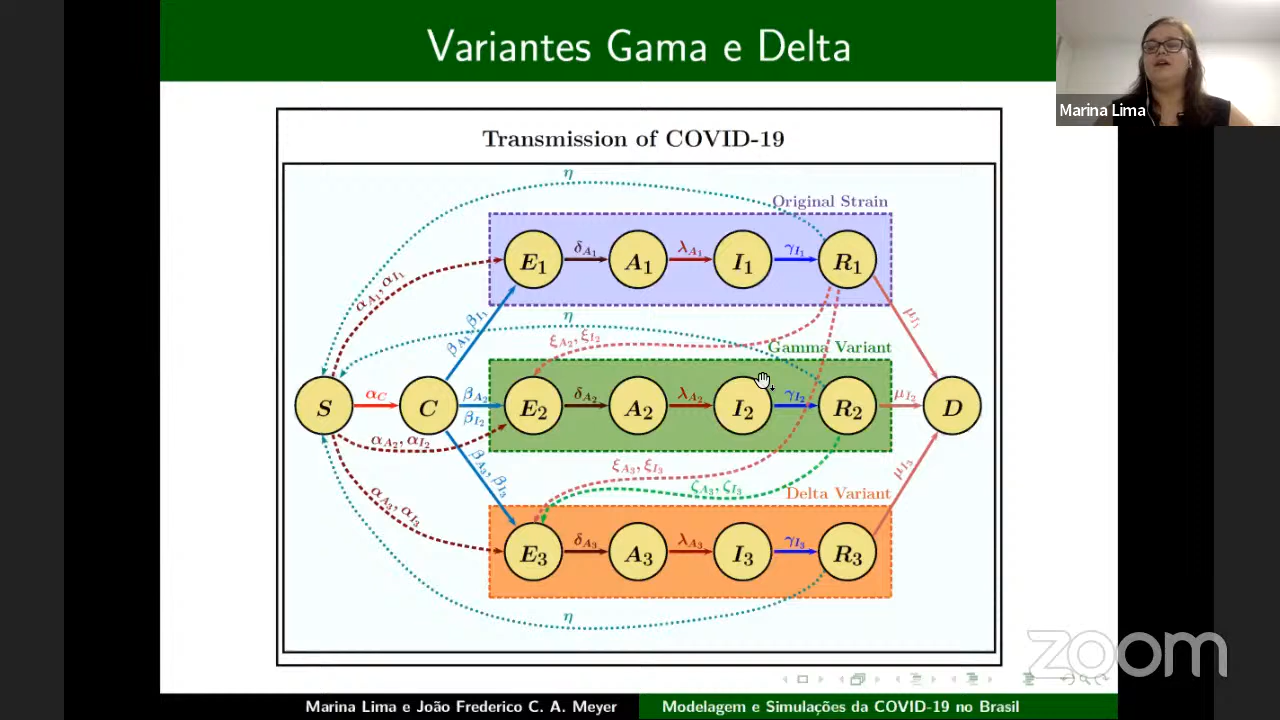 Variantes Gama e Delta
Marina Lima
Transmission of COVID-19
η
Original Strain
E₁ δA₁ A₁ λA₁ I₁ γI₁ R₁
αA₁, αI₁
βA₁, βI₁
μI₁
η
ξA₂, ξI₂
Gamma Variant
S αC C βA₂ βI₂ E₂ δA₂ A₂ λA₂ I₂ γI₂ R₂ μI₂ D
αA₂, αI₂
βA₃, βI₃
ξA₃, ξI₃
μI₃
ζA₃, ζI₃
Delta Variant
αA₃, αI₃
E₃ δA₃ A₃ λA₃ I₃ γI₃ R₃
η
zoom
Marina Lima e João Frederico C. A. Meyer
Modelagem e Simulações da COVID-19 no Brasil